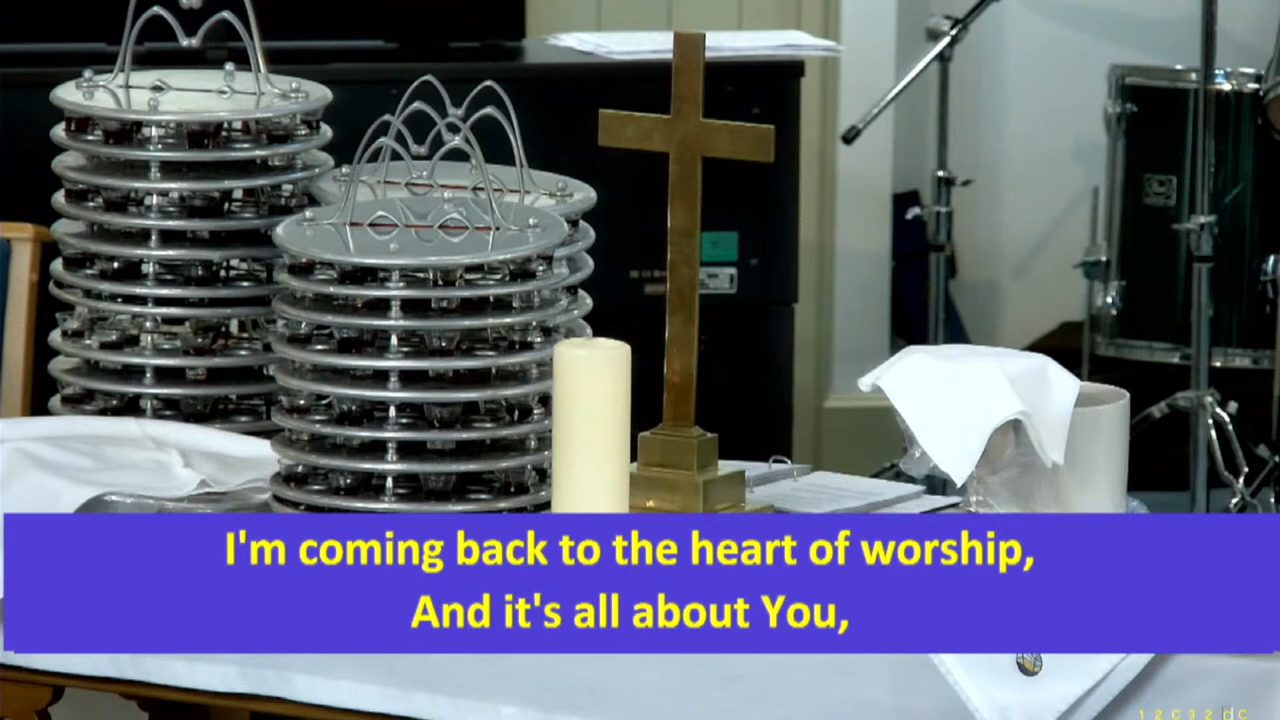 I'm coming back to the heart of worship,
And it's all about You,